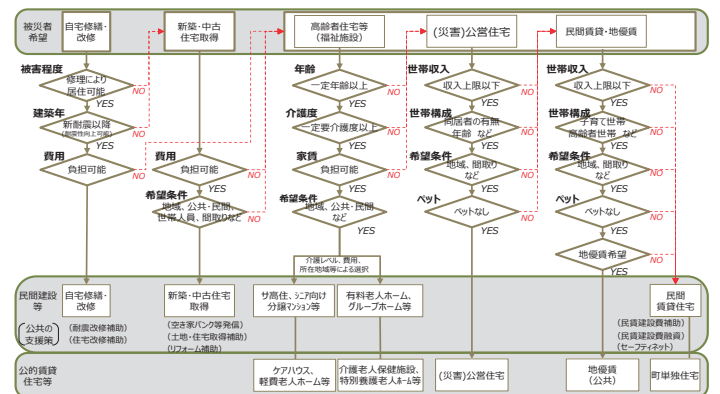 被災者
希望
自宅修繕・
改修
新築・中古
住宅取得
高齢者住宅等
(福祉施設)
(災害)公営住宅
民間賃貸・地優賃
被害程度
修理により
居住可能
NO
YES
建築年
新耐震以降
(耐震性向上可能)
NO
YES
費用
負担可能
NO
YES
費用
負担可能
NO
YES
希望条件
地域、公共・民間、
世帯人員、間取りなど
NO
YES
年齢
一定年齢以上
NO
YES
介護度
一定要介護度以上
NO
YES
家賃
負担可能
NO
YES
希望条件
地域、公共・民間
など
YES
介護レベル、費用、
所在地域等による選択
世帯収入
収入上限以下
NO
YES
世帯構成
同居者の有無
年齢 など
NO
YES
希望条件
地域、間取り
など
NO
YES
ペット
ペットなし
NO
YES
世帯収入
収入上限以下
NO
YES
世帯構成
子育て世帯
高齢者世帯 など
NO
YES
希望条件
地域、間取り
など
NO
YES
ペット
ペットなし
NO
YES
地優賃希望
NO
YES
民間建設
等
公共の
支援策
自宅修繕・
改修
(耐震改修補助)
(住宅改修補助)
新築・中古住宅
取得
(空き家バンク等発信)
(土地・住宅取得補助)
(リフォーム補助)
サ高住、シニア向け
分譲マンション等
有料老人ホーム、
グループホーム等
民間
賃貸住宅
(民賃建設費補助)
(民賃建設費融資)
(セーフティネット)
公的賃貸
住宅等
ケアハウス、
軽費老人ホーム等
介護老人保健施設、
特別養護老人ホーム等
(災害)公営住宅
地優賃
(公共)
町単独住宅